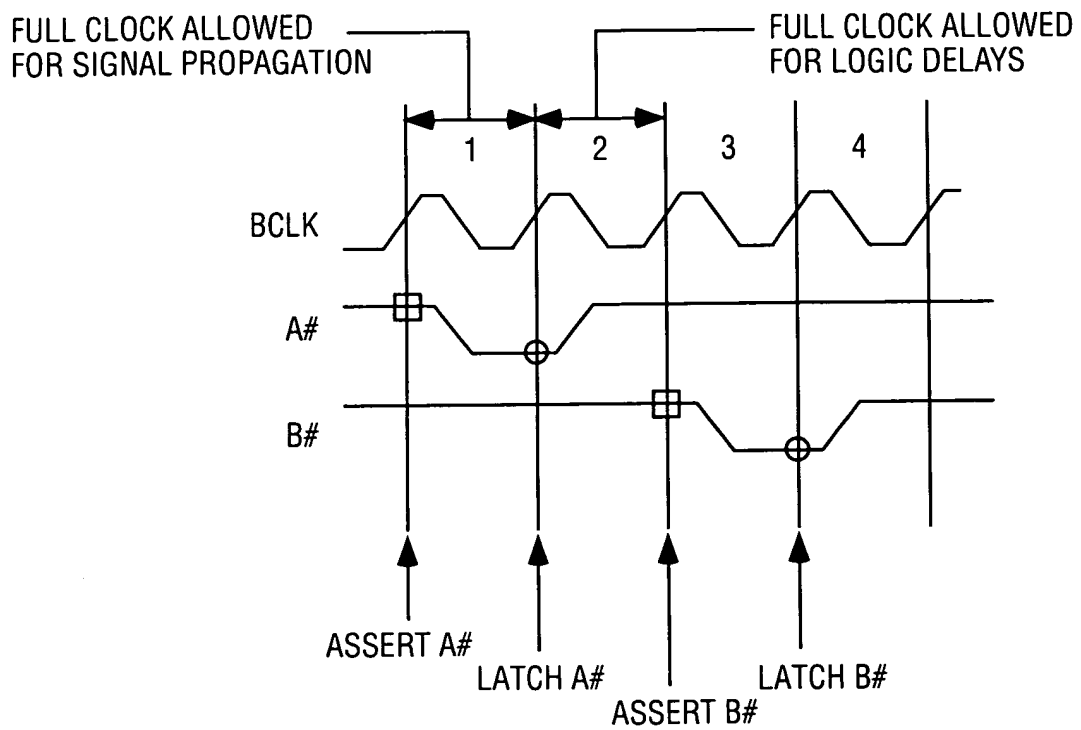 FULL CLOCK ALLOWED
FOR SIGNAL PROPAGATION
FULL CLOCK ALLOWED
FOR LOGIC DELAYS
1
2
3
4
BCLK
A#
B#
ASSERT A#
LATCH A#
ASSERT B#
LATCH B#